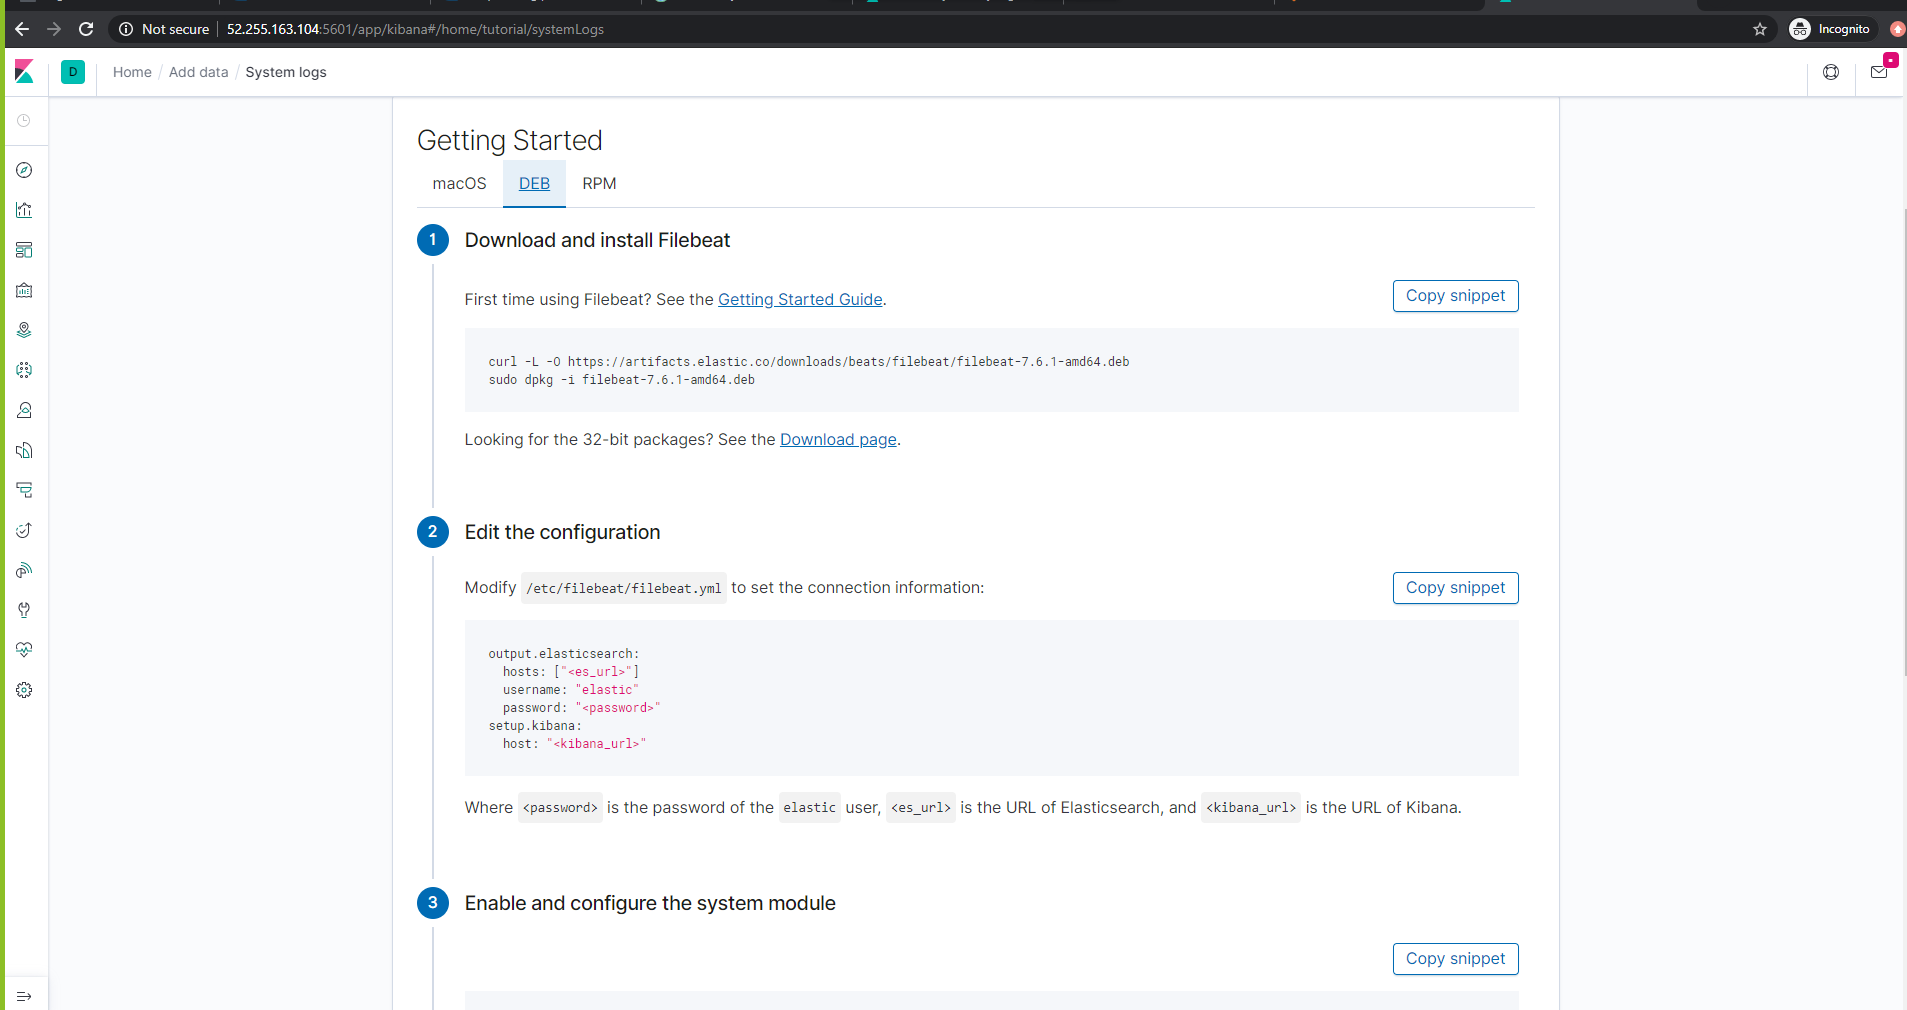 Not secure 52.255.163.104:5601/app/kibana#/home/tutorial/systemLogs Incognito
D Home / Add data / System logs
Getting Started
macOS DEB RPM
1 Download and install Filebeat
First time using Filebeat? See the Getting Started Guide. Copy snippet
curl -L -O https://artifacts.elastic.co/downloads/beats/filebeat/filebeat-7.6.1-amd64.deb
sudo dpkg -i filebeat-7.6.1-amd64.deb
Looking for the 32-bit packages? See the Download page.
2 Edit the configuration
Modify /etc/filebeat/filebeat.yml to set the connection information: Copy snippet
output.elasticsearch:
hosts: ["<es_url>"]
username: "elastic"
password: "<password>"
setup.kibana:
host: "<kibana_url>"
Where <password> is the password of the elastic user, <es_url> is the URL of Elasticsearch, and <kibana_url> is the URL of Kibana.
3 Enable and configure the system module
Copy snippet